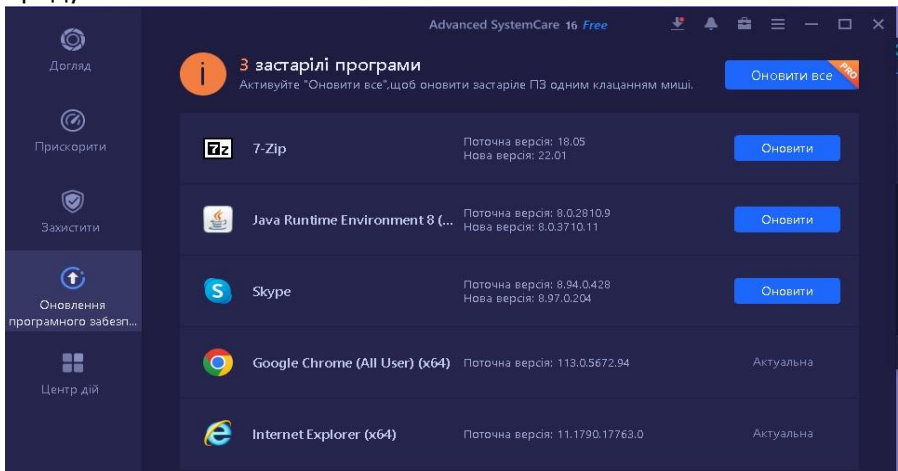 Advanced SystemCare 16 Free
Догляд
Прискорити
Захистити
Оновлення
програмного забезп...
Центр дій
3 застарілі програми
Активуйте "Оновити все",щоб оновити застаріле ПЗ одним клацанням миші.
Оновити все
PRO
7z
7-Zip
Поточна версія: 18.05
Нова версія: 22.01
Оновити
Java Runtime Environment 8 (...
Поточна версія: 8.0.2810.9
Нова версія: 8.0.3710.11
Оновити
Skype
Поточна версія: 8.94.0.428
Нова версія: 8.97.0.204
Оновити
Google Chrome (All User) (x64)
Поточна версія: 113.0.5672.94
Актуальна
Internet Explorer (x64)
Поточна версія: 11.1790.17763.0
Актуальна